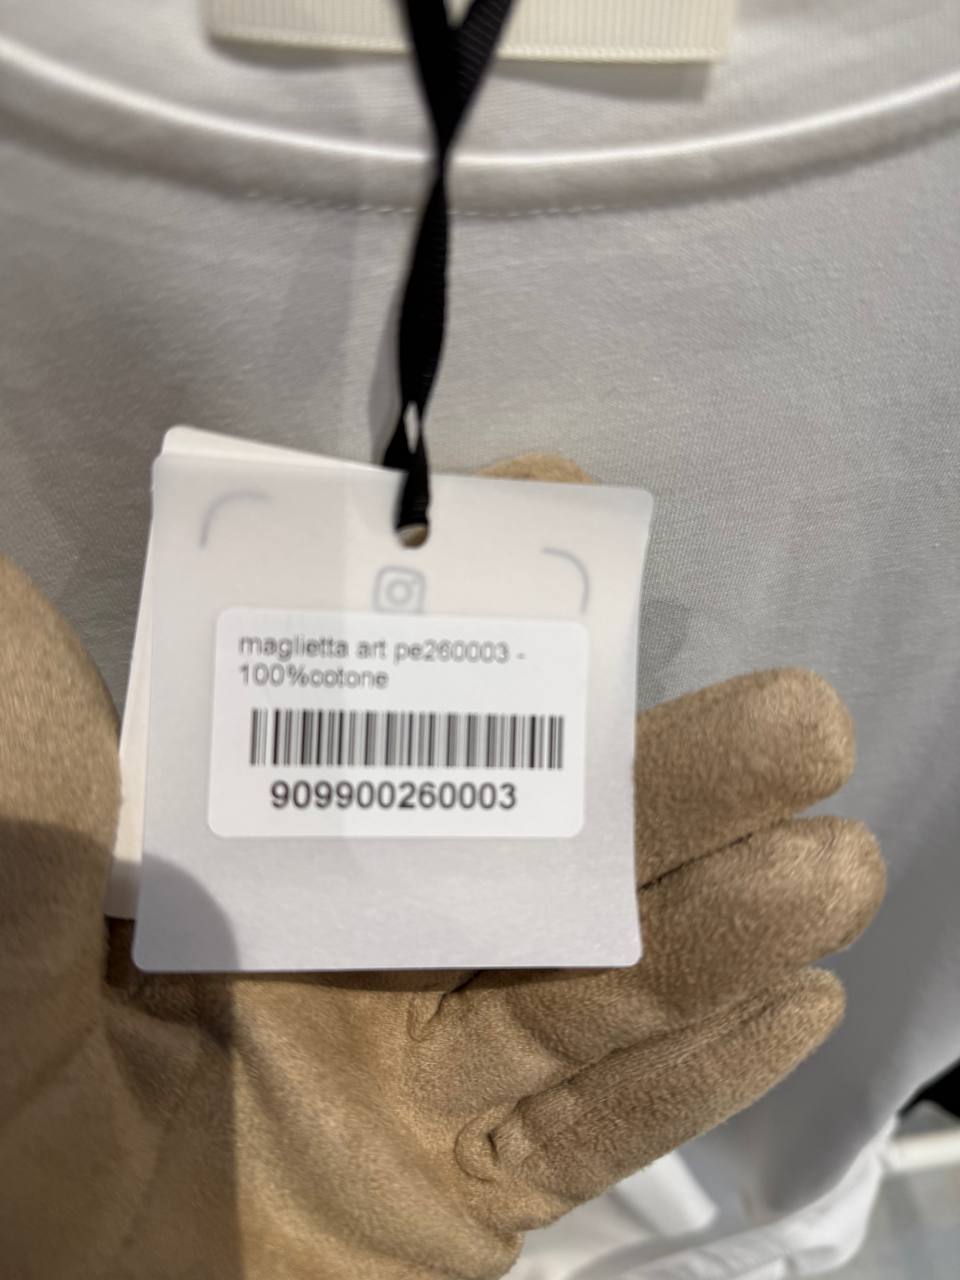 maglietta art pe260003 -
100%cotone
909900260003